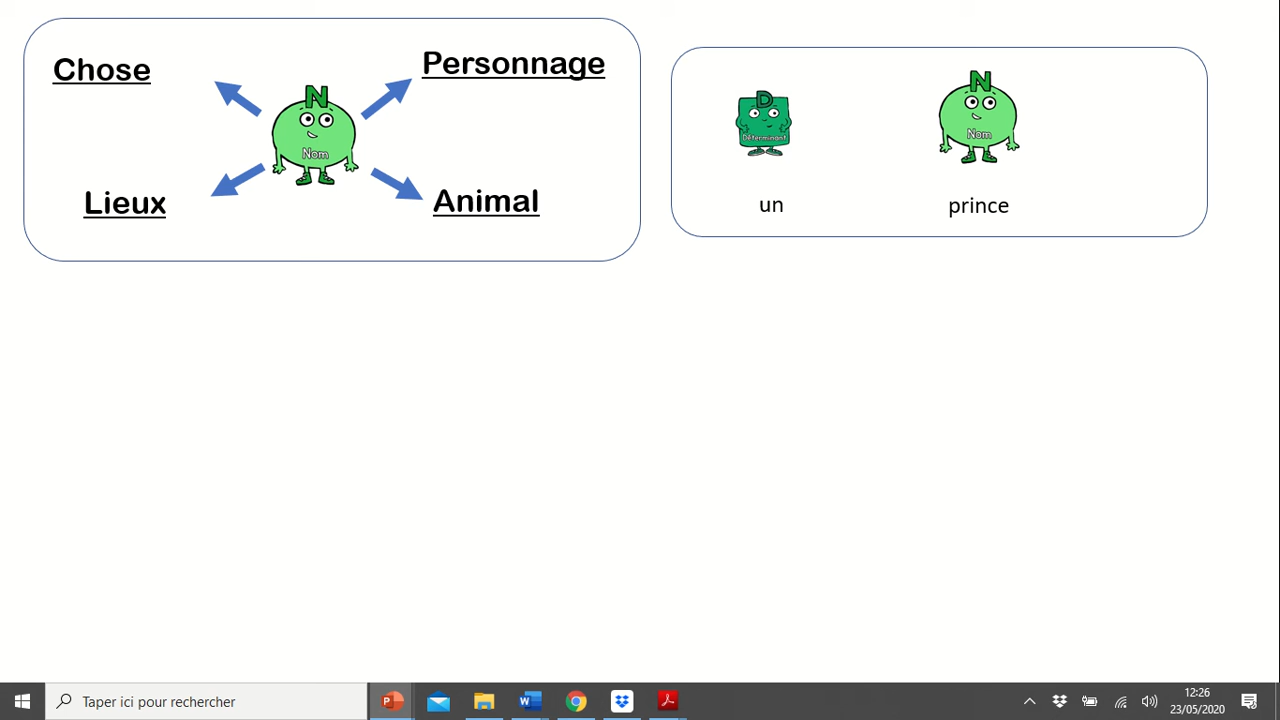 Chose
Personnage
N
Nom
Lieux
Animal
D
Déterminant
un
N
Nom
prince
Taper ici pour rechercher
12:26
23/05/2020